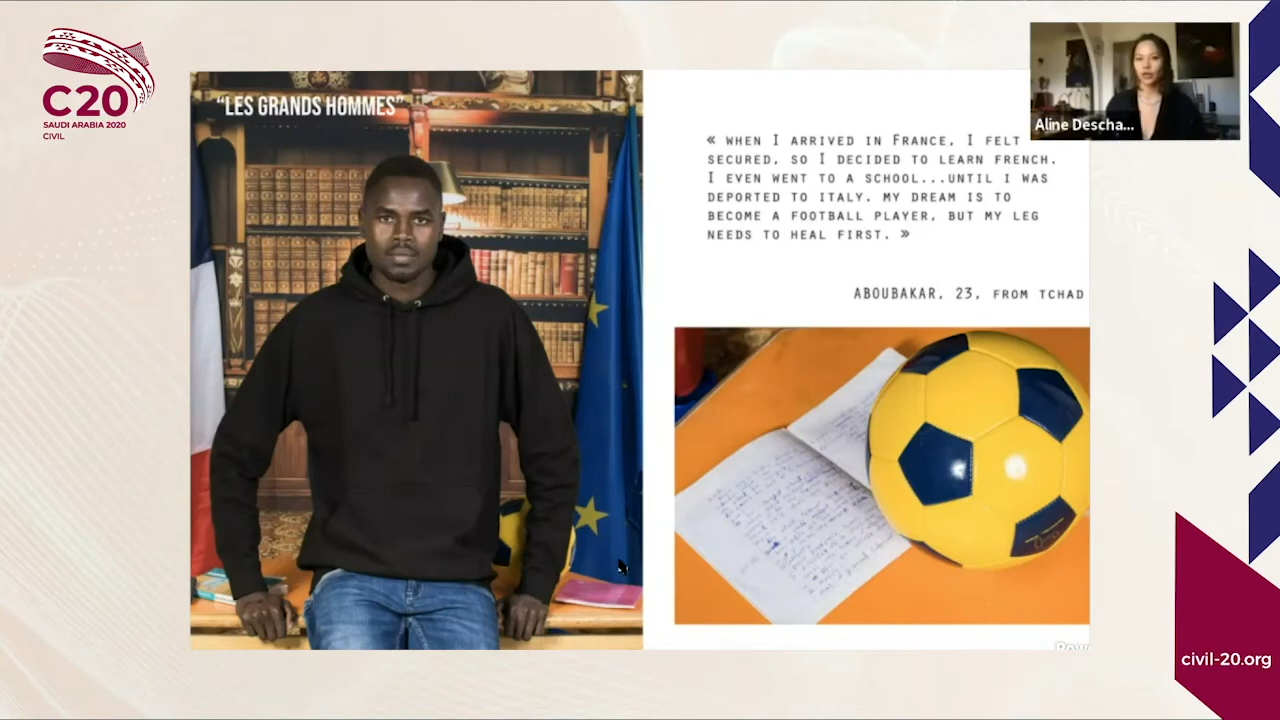 C20
SAUDI ARABIA 2020
CIVIL
“LES GRANDS HOMMES”
« WHEN I ARRIVED IN FRANCE, I FELT
SECURED, SO I DECIDED TO LEARN FRENCH.
I EVEN WENT TO A SCHOOL...UNTIL I WAS
DEPORTED TO ITALY. MY DREAM IS TO
BECOME A FOOTBALL PLAYER, BUT MY LEG
NEEDS TO HEAL FIRST. »
ABOUBAKAR, 23, FROM TCHAD
Aline Descha...
civil-20.org